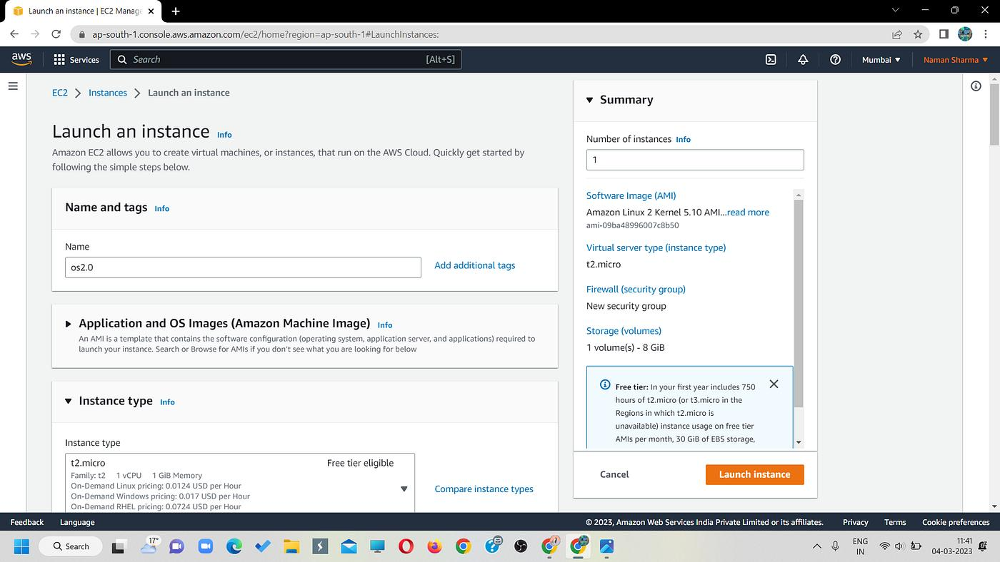 Launch an instance | EC2 Manage
ap-south-1.console.aws.amazon.com/ec2/home?region=ap-south-1#LaunchInstances:
aws
Services
Search
[Alt+S]
Mumbai
Naman Sharma
EC2
Instances
Launch an instance
Launch an instance Info
Amazon EC2 allows you to create virtual machines, or instances, that run on the AWS Cloud. Quickly get started by
following the simple steps below.
Name and tags Info
Name
os2.0
Add additional tags
Application and OS Images (Amazon Machine Image) Info
An AMI is a template that contains the software configuration (operating system, application server, and applications) required to
launch your instance. Search or Browse for AMIs if you don't see what you are looking for below
Instance type Info
Instance type
t2.micro
Free tier eligible
Family: t2 1 vCPU 1 GiB Memory
On-Demand Linux pricing: 0.0124 USD per Hour
On-Demand Windows pricing: 0.017 USD per Hour
On-Demand RHEL pricing: 0.0724 USD per Hour
Compare instance types
Summary
Number of instances Info
1
Software Image (AMI)
Amazon Linux 2 Kernel 5.10 AMI...read more
ami-09ba48996007c8b50
Virtual server type (instance type)
t2.micro
Firewall (security group)
New security group
Storage (volumes)
1 volume(s) - 8 GiB
Free tier: In your first year includes 750
hours of t2.micro (or t3.micro in the
Regions in which t2.micro is
unavailable) instance usage on free tier
AMIs per month, 30 GiB of EBS storage,
Cancel
Launch instance
Feedback
Language
© 2023, Amazon Web Services India Private Limited or its affiliates.
Privacy
Terms
Cookie preferences
Search
17°
ENG
IN
11:41
04-03-2023